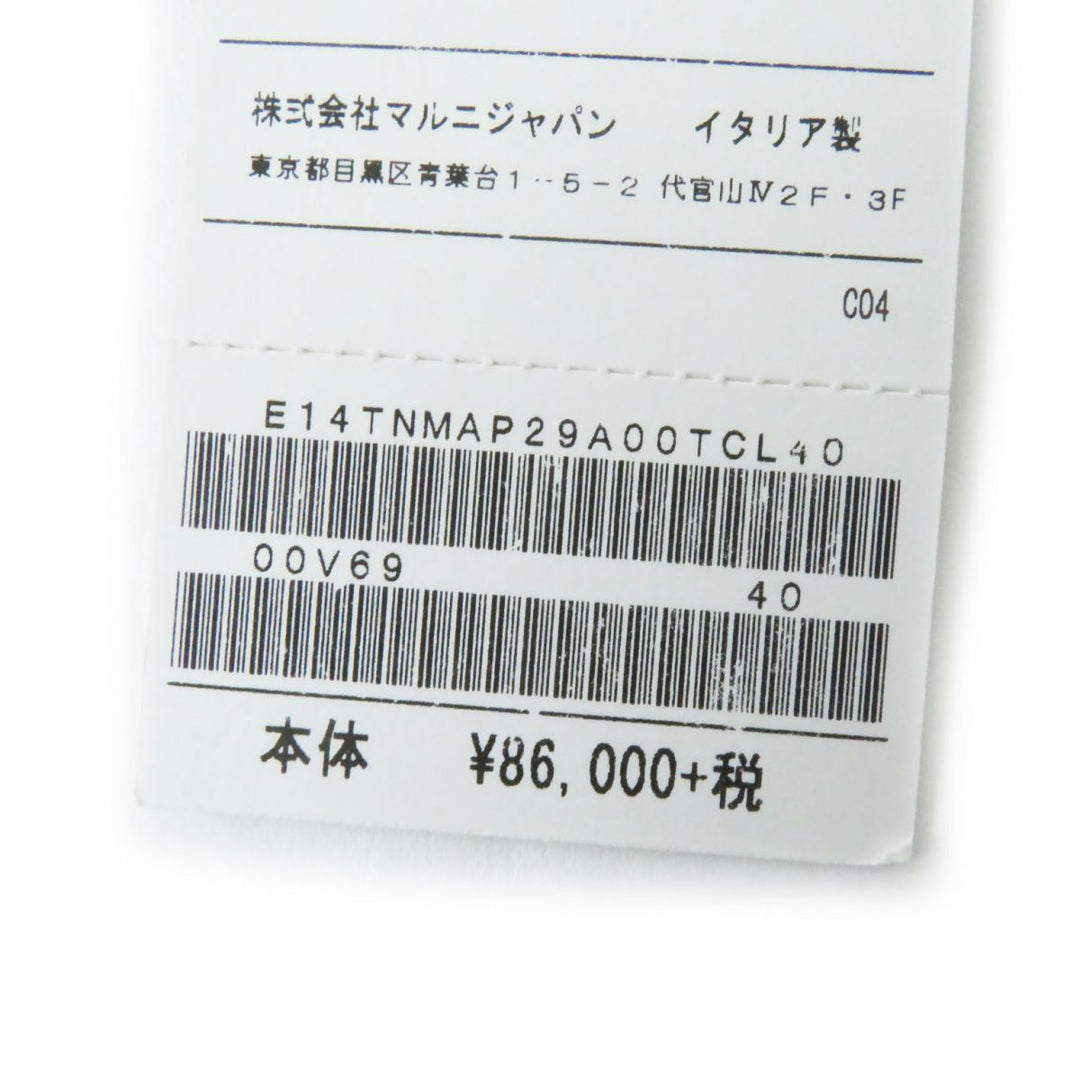 株式会社マルニジャパン イタリア製
東京都目黒区青葉台1-5-2 代官山Ⅳ2F・3F
C04
E14TNMAP29A00TCL40
00V69 40
本体 ¥86,000+税